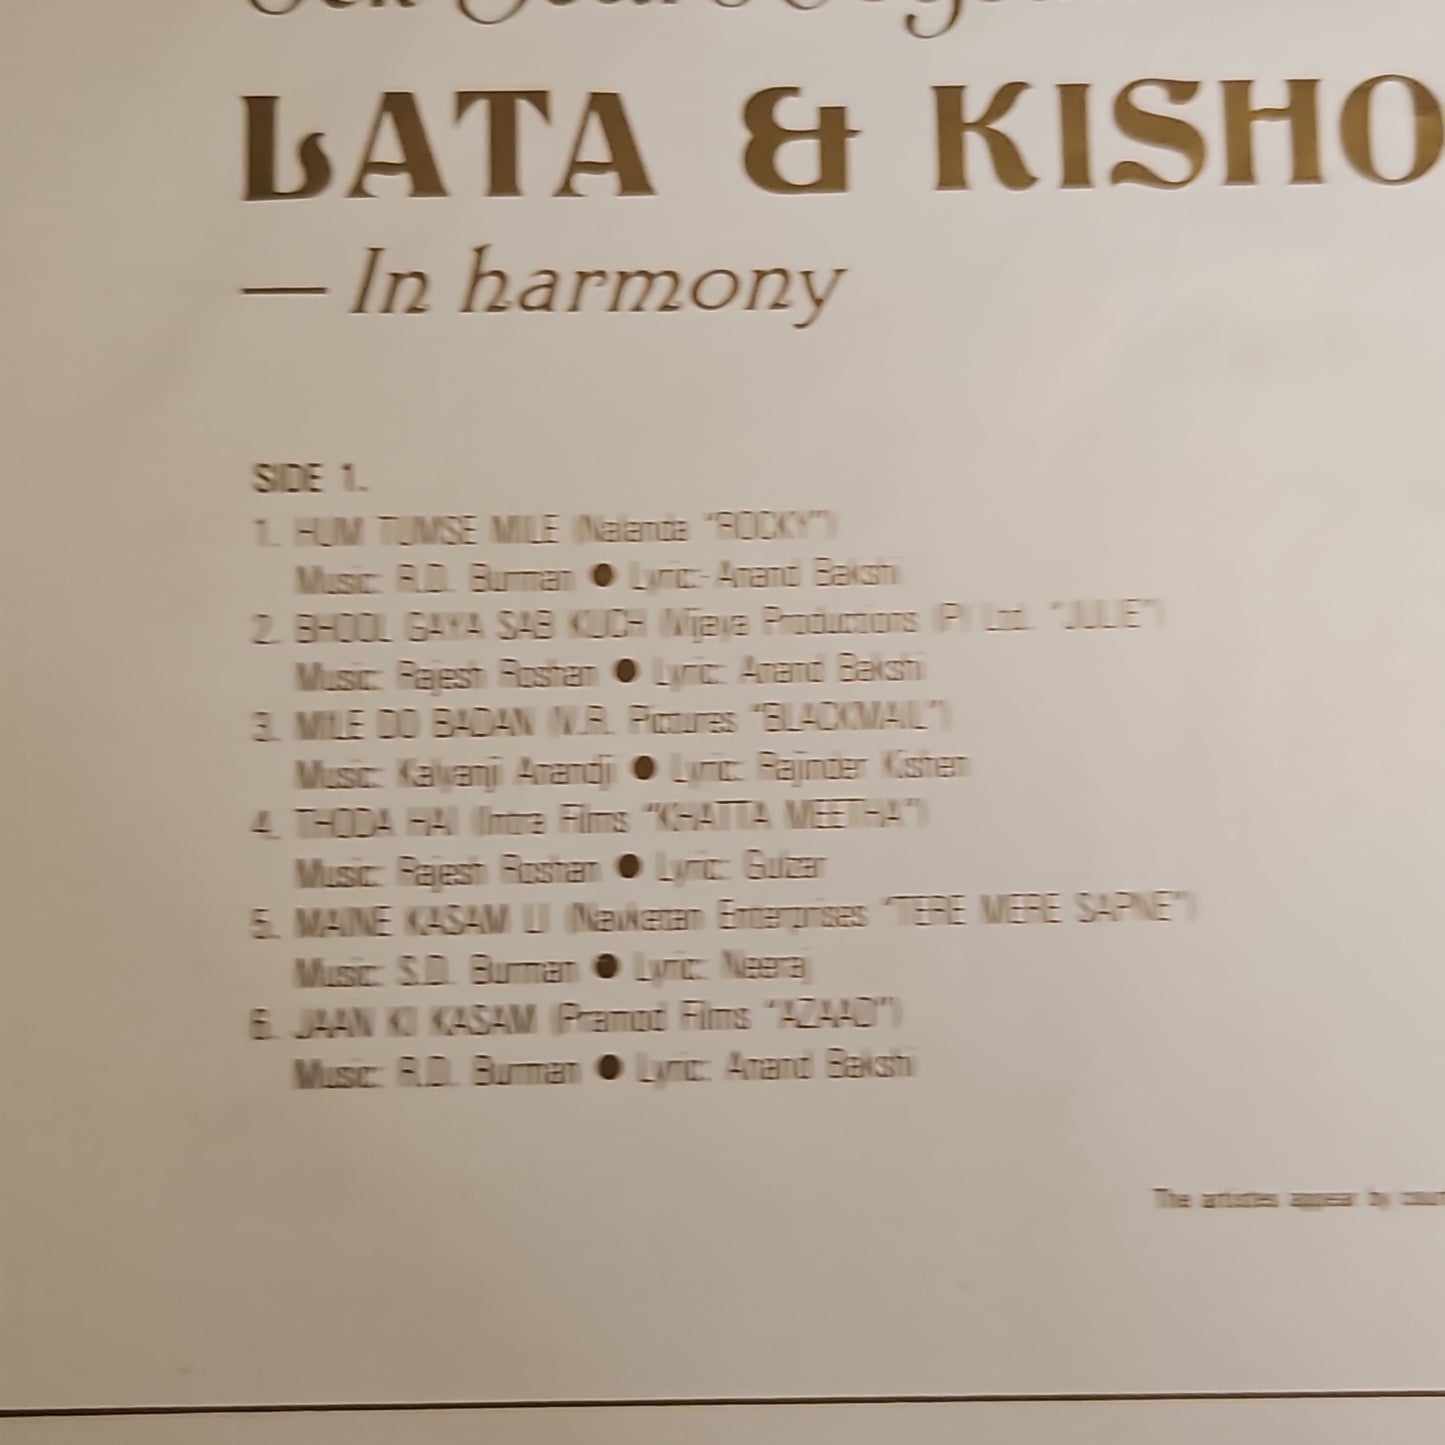 LATA & KISHO
— In harmony
SIDE 1.
1. HUM TUMSE MILE (Nalanda "ROCKY")
Music: R.D. Burman ● Lyric:- Anand Bakshi
2. BHOOL GAYA SAB KUCH (Vijaya Productions (P) Ltd. "JULIE")
Music: Rajesh Roshan ● Lyric: Anand Bakshi
3. MILE DO BADAN (V.R. Pictures "BLACKMAIL")
Music: Kalyanji Anandji ● Lyric: Rajinder Kishen
4. THODA HAI (Intra Films "KHATTA MEETHA")
Music: Rajesh Roshan ● Lyric: Gulzar
5. MAINE KASAM LI (Navketan Enterprises "TERE MERE SAPNE")
Music: S.D. Burman ● Lyric: Neeraj
6. JAAN KI KASAM (Pramod Films "AZAAD")
Music: R.D. Burman ● Lyric: Anand Bakshi
The artistes appear by cour